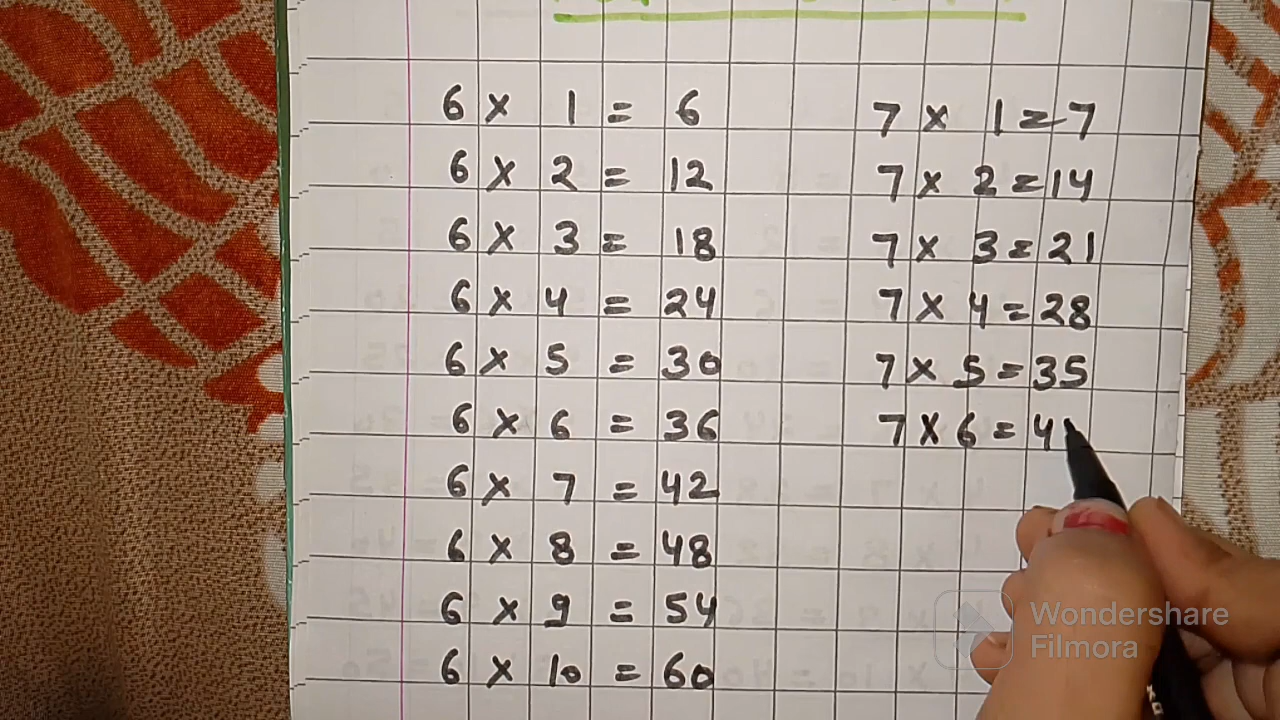 6 × 1 = 6
6 × 2 = 12
6 × 3 = 18
6 × 4 = 24
6 × 5 = 30
6 × 6 = 36
6 × 7 = 42
6 × 8 = 48
6 × 9 = 54
6 × 10 = 60
7 × 1 = 7
7 × 2 = 14
7 × 3 = 21
7 × 4 = 28
7 × 5 = 35
7 × 6 = 4
Wondershare
Filmora